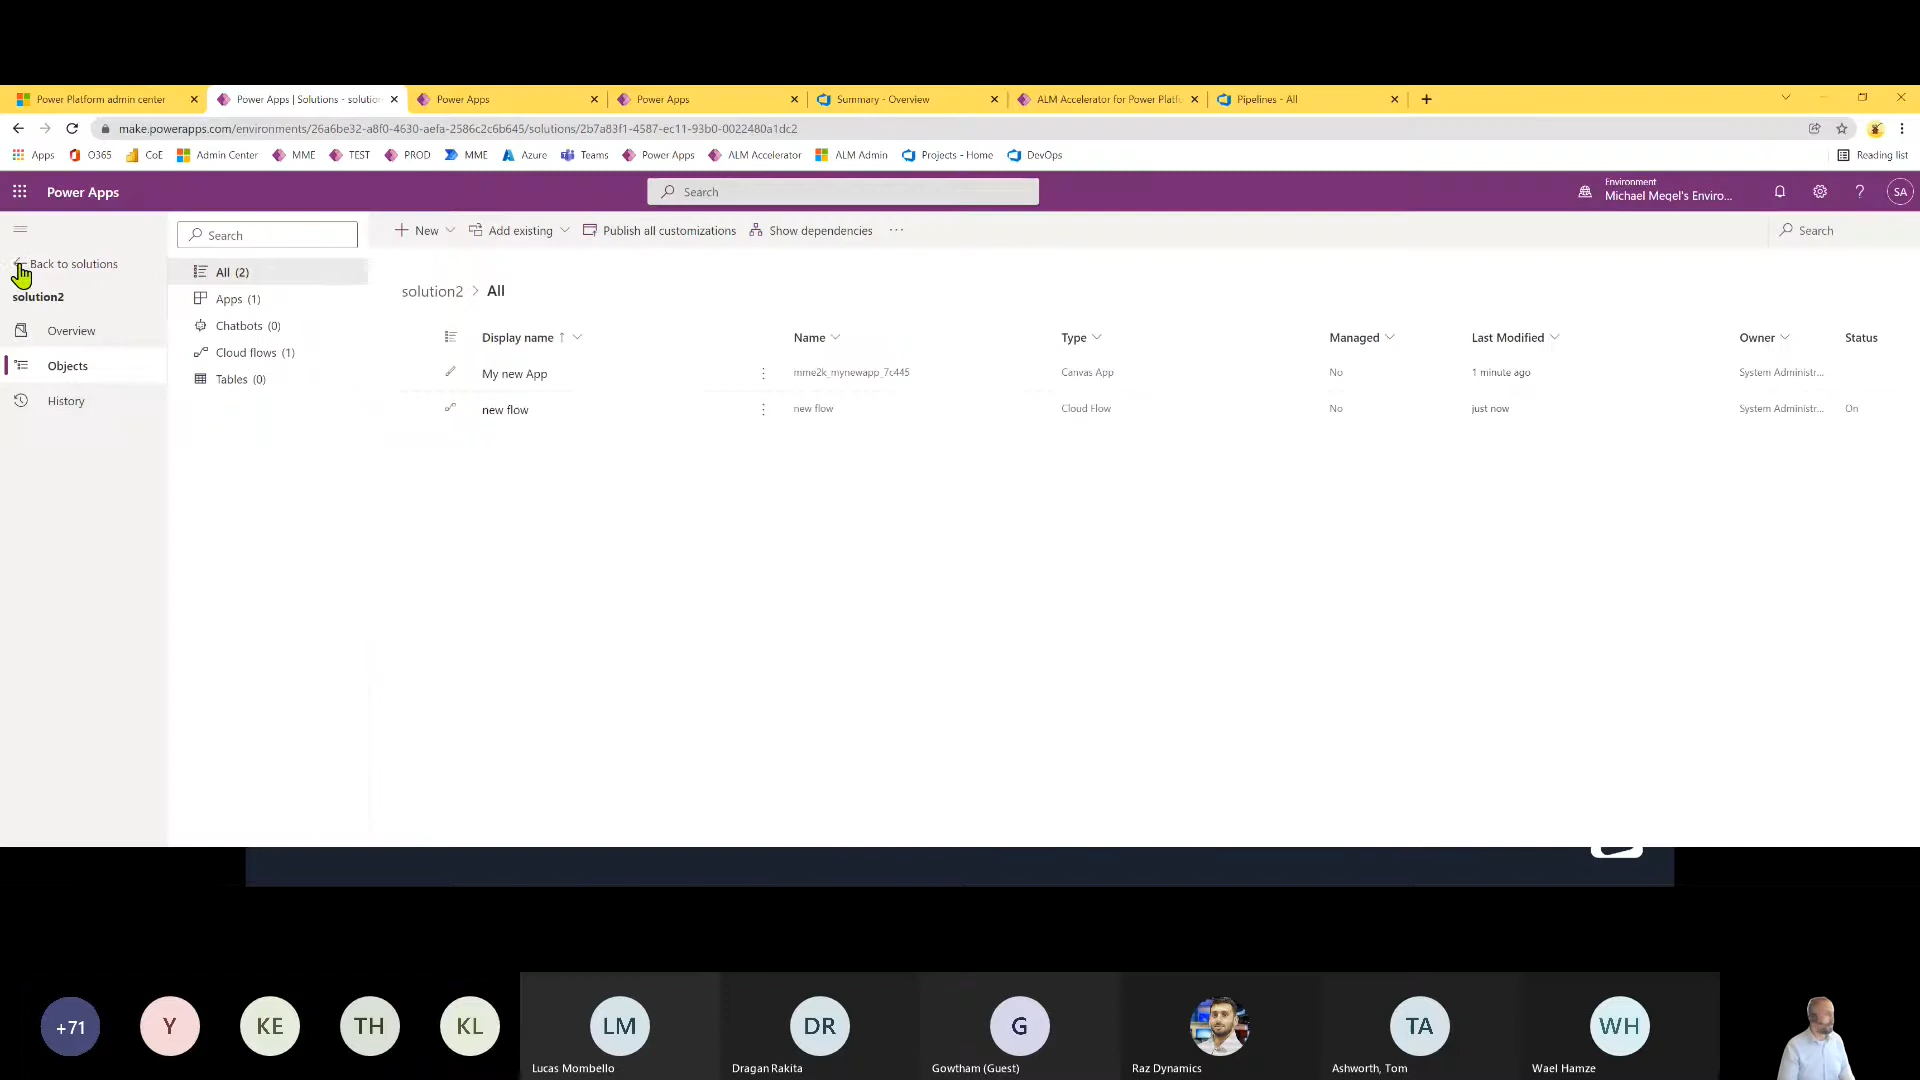 Power Platform admin center
Power Apps | Solutions - solution
Power Apps
Power Apps
Summary - Overview
ALM Accelerator for Power Platf
Pipelines - All
make.powerapps.com/environments/26a6be32-a8f0-4630-aefa-2586c2c6b645/solutions/2b7a83f1-4587-ec11-93b0-0022480a1dc2
Apps O365 CoE Admin Center MME TEST PROD MME Azure Teams Power Apps ALM Accelerator ALM Admin Projects - Home DevOps Reading list
Power Apps
Search
Environment
Michael Megel's Enviro...
SA
Back to solutions
solution2
Overview
Objects
History
Search
All (2)
Apps (1)
Chatbots (0)
Cloud flows (1)
Tables (0)
New Add existing Publish all customizations Show dependencies ... Search
solution2 > All
Display name ↑ Name Type Managed Last Modified Owner Status
My new App mme2k_mynewapp_7c445 Canvas App No 1 minute ago System Administr...
new flow new flow Cloud Flow No just now System Administr... On
+71 Y KE TH KL LM DR G TA WH
Lucas Mombello Dragan Rakita Gowtham (Guest) Raz Dynamics Ashworth, Tom Wael Hamze